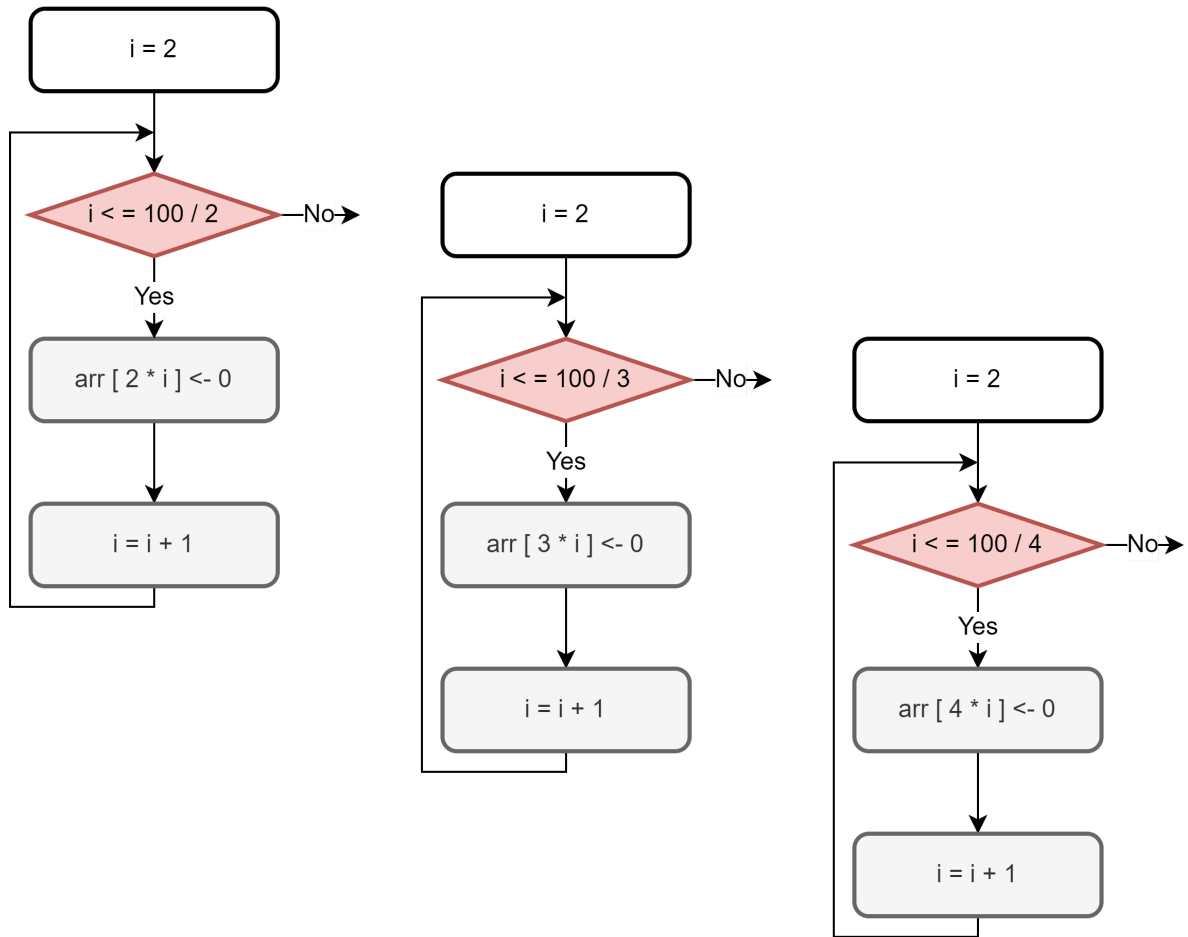 i = 2
i < = 100 / 2
No
Yes
arr [ 2 * i ] <- 0
i = i + 1
i = 2
i < = 100 / 3
No
Yes
arr [ 3 * i ] <- 0
i = i + 1
i = 2
i < = 100 / 4
No
Yes
arr [ 4 * i ] <- 0
i = i + 1